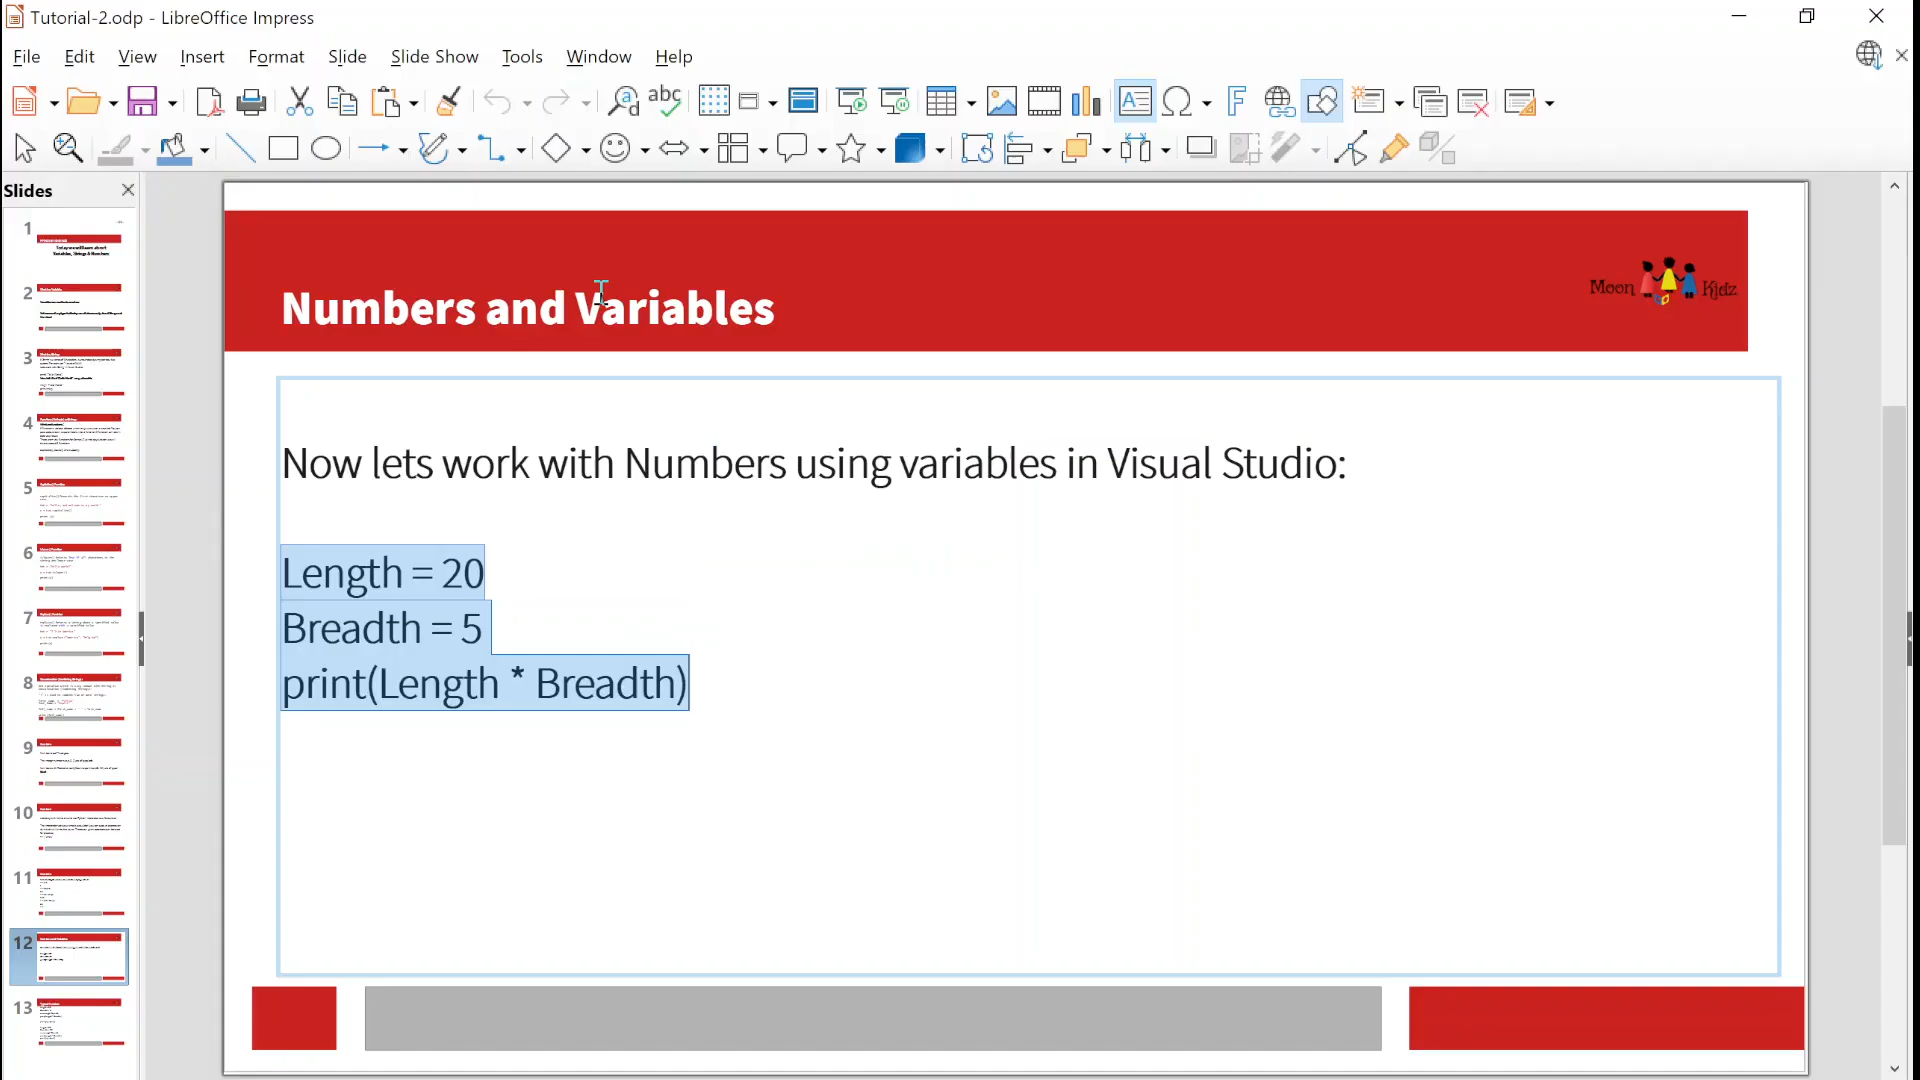 Tutorial-2.odp - LibreOffice Impress
File Edit View Insert Format Slide Slide Show Tools Window Help
Slides
1
2
3
4
5
6
7
8
9
10
11
12
13
Numbers and Variables
Moon Kidz
Now lets work with Numbers using variables in Visual Studio:
Length = 20
Breadth = 5
print(Length * Breadth)